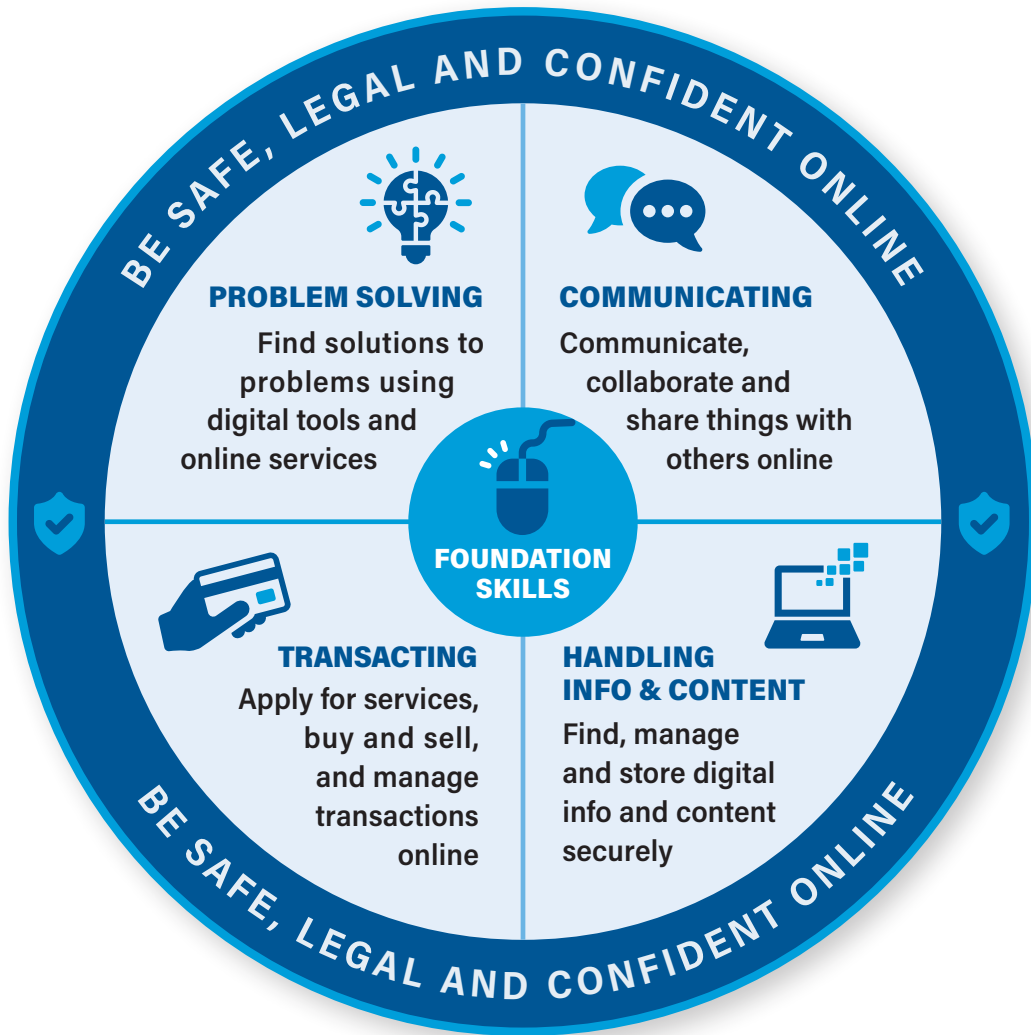 BE SAFE, LEGAL AND CONFIDENT ONLINE
PROBLEM SOLVING
Find solutions to
problems using
digital tools and
online services
COMMUNICATING
Communicate,
collaborate and
share things with
others online
FOUNDATION
SKILLS
TRANSACTING
Apply for services,
buy and sell,
and manage
transactions
online
HANDLING
INFO & CONTENT
Find, manage
and store digital
info and content
securely
BE SAFE, LEGAL AND CONFIDENT ONLINE